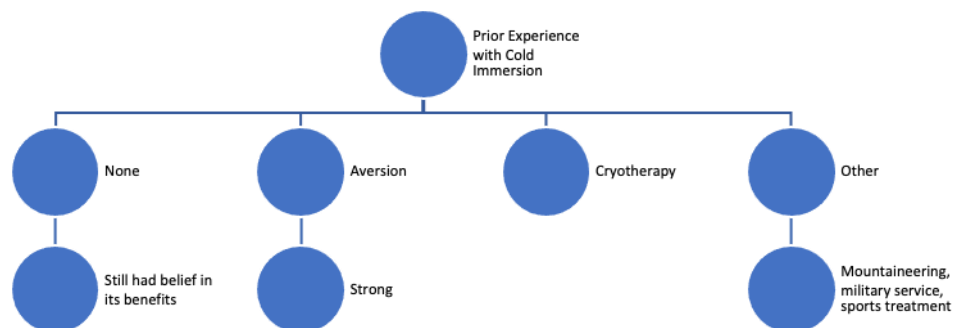 Prior Experience
with Cold
Immersion
None
Aversion
Cryotherapy
Other
Still had belief in
its benefits
Strong
Mountaineering,
military service,
sports treatment